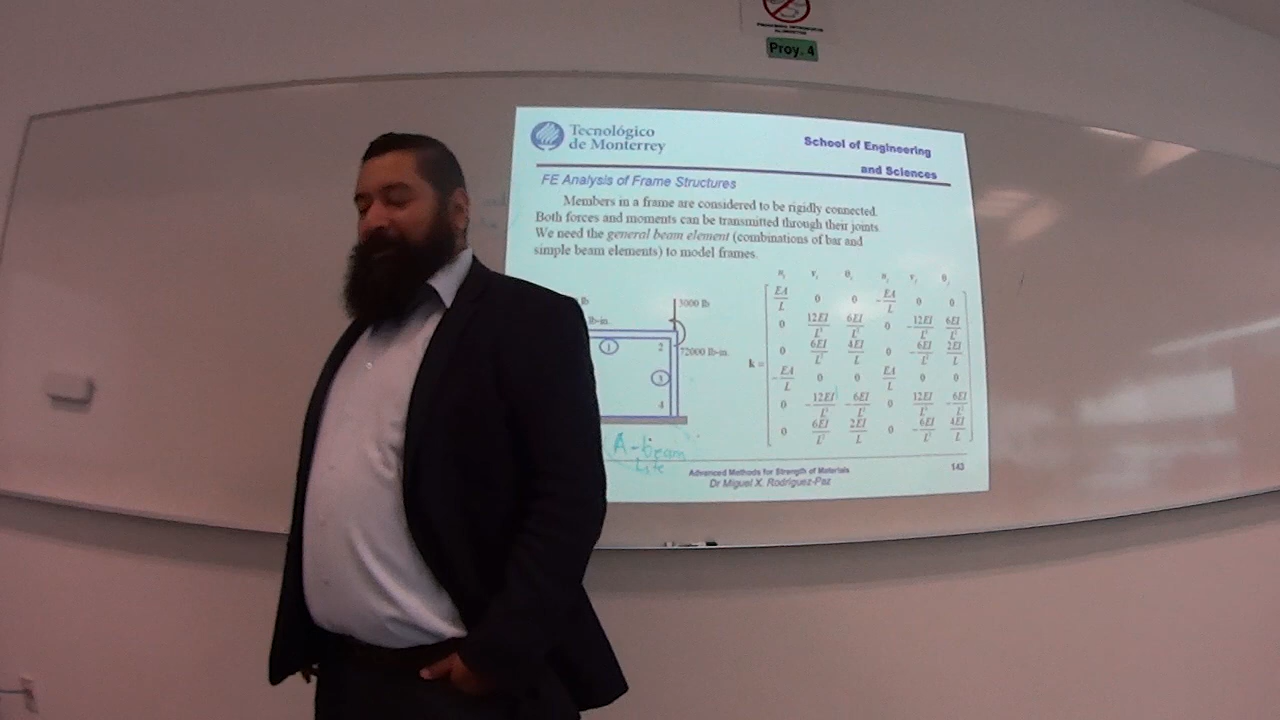 Proy. 4
Tecnológico
de Monterrey
School of Engineering
and Sciences
FE Analysis of Frame Structures
Members in a frame are considered to be rigidly connected.
Both forces and moments can be transmitted through their joints.
We need the general beam element (combinations of bar and
simple beam elements) to model frames.
lb
lb-in.
3000 lb
72000 lb-in.
1
2
3
4
k =
EA/L 0 0 -EA/L 0 0
0 12EI/L³ 6EI/L² 0 -12EI/L³ 6EI/L²
0 6EI/L² 4EI/L 0 -6EI/L² 2EI/L
-EA/L 0 0 EA/L 0 0
0 -12EI/L³ -6EI/L² 0 12EI/L³ -6EI/L²
0 6EI/L² 2EI/L 0 -6EI/L² 4EI/L
A-beam
Advanced Methods for Strength of Materials
143
Dr Miguel X. Rodríguez-Paz